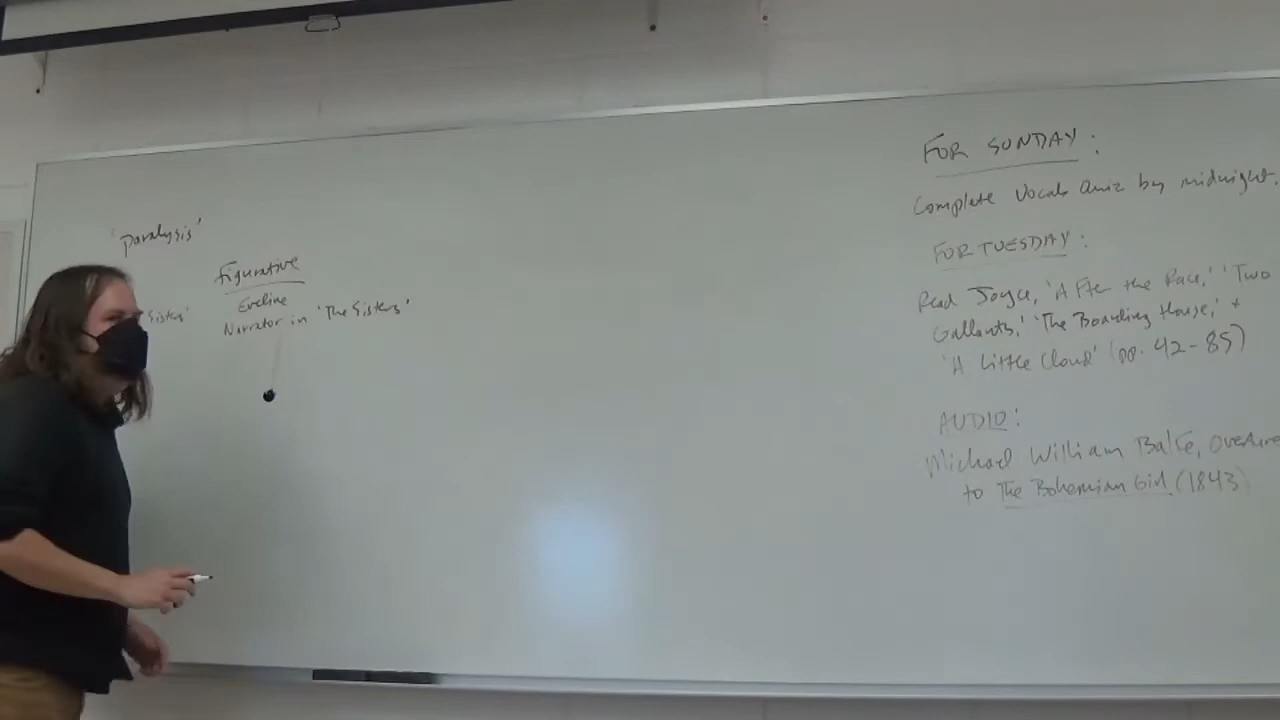 'paralysis'
Figurative
Eveline
Sisters'
Narrator in 'The Sisters'
FOR SUNDAY:
Complete Vocab Quiz by midnight.
FOR TUESDAY:
Read Joyce, 'After the Race,' 'Two
Gallants,' 'The Boarding House,' +
'A Little Cloud' (pp. 42-85)
AUDIO:
Michael William Balfe, Overture
to The Bohemian Girl (1843)